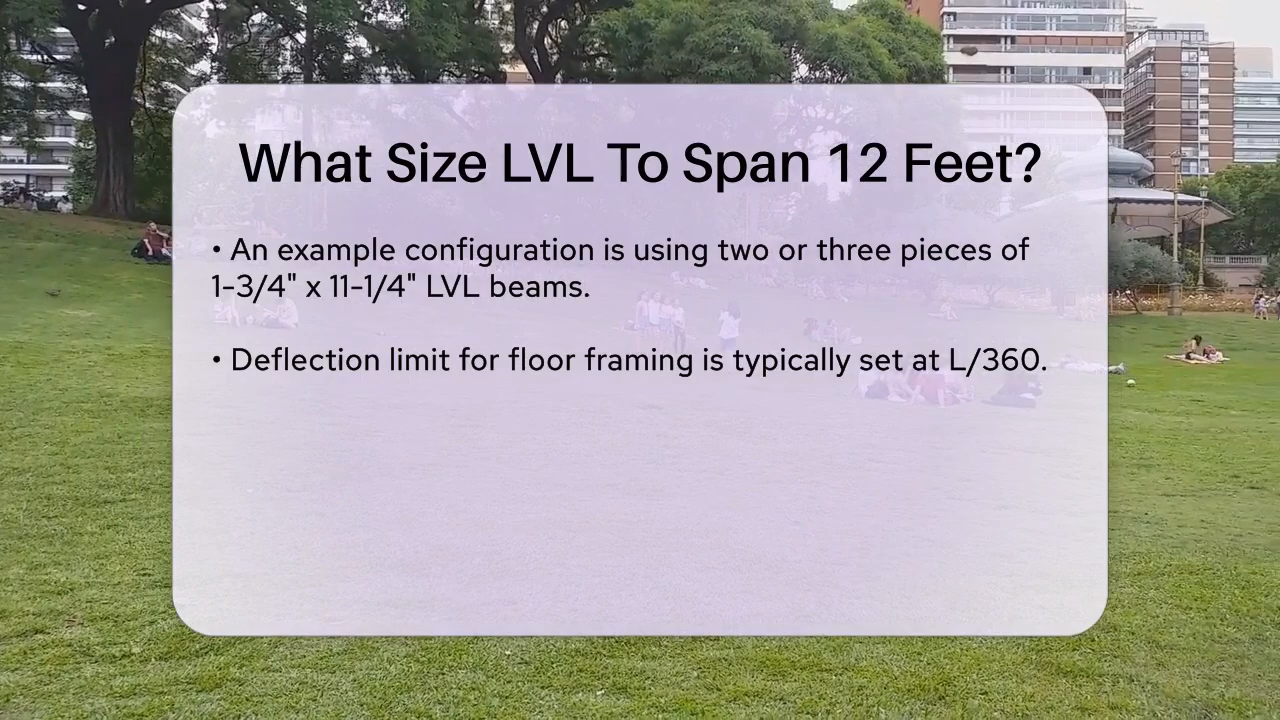 What Size LVL To Span 12 Feet?
• An example configuration is using two or three pieces of
1-3/4" x 11-1/4" LVL beams.
• Deflection limit for floor framing is typically set at L/360.